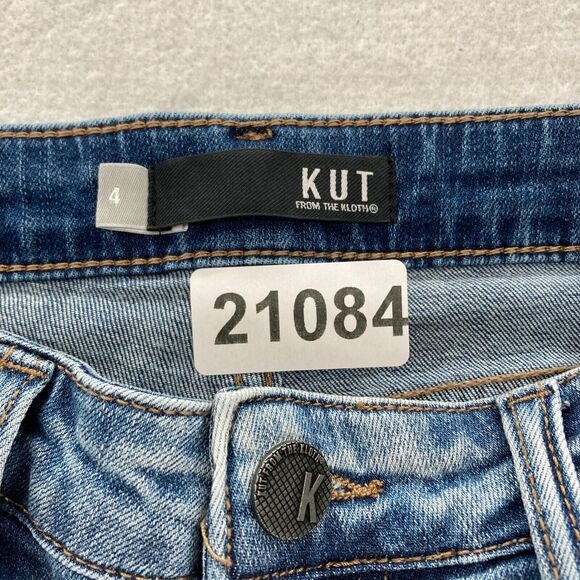 4
KUT
FROM THE KLOTH®
21084
KUT FROM THE KLOTH
K